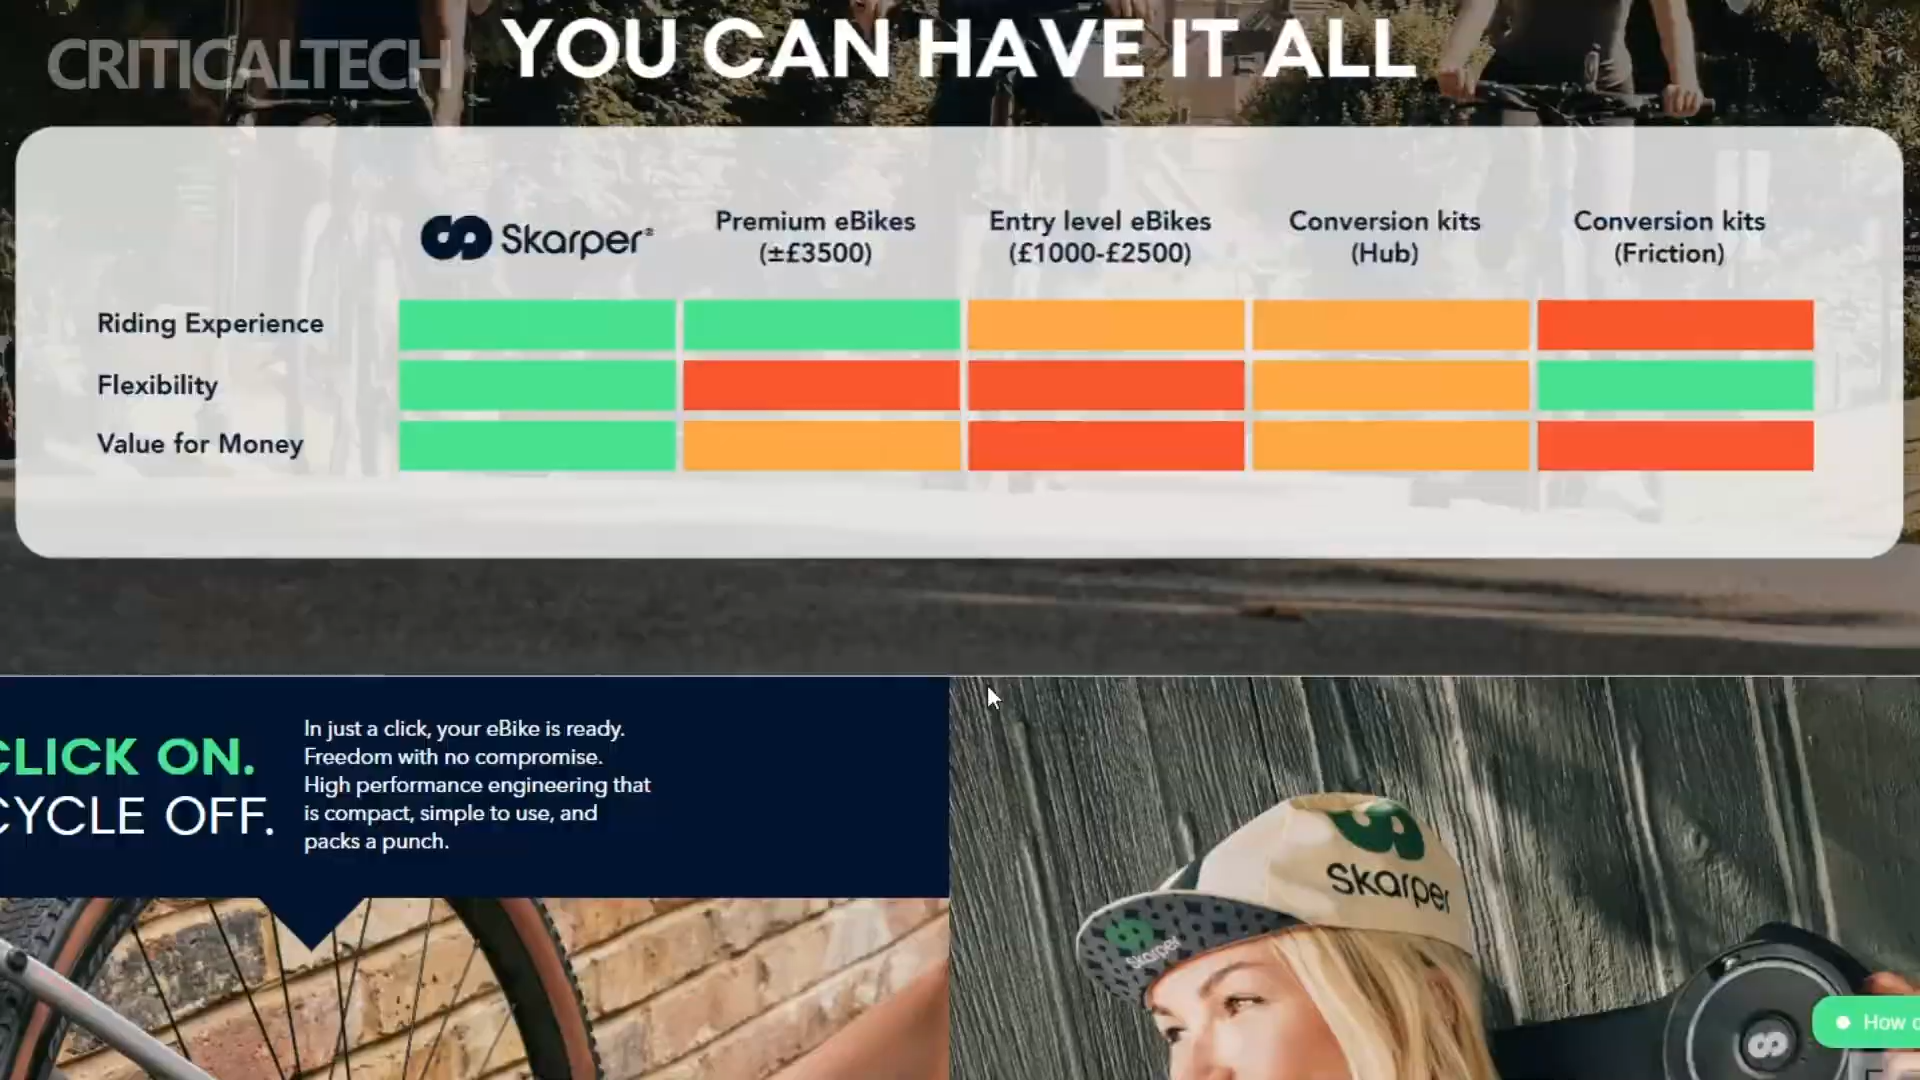 CRITICALTECH
YOU CAN HAVE IT ALL
Skarper®
Premium eBikes
(±£3500)
Entry level eBikes
(£1000-£2500)
Conversion kits
(Hub)
Conversion kits
(Friction)
Riding Experience
Flexibility
Value for Money
CLICK ON.
CYCLE OFF.
In just a click, your eBike is ready.
Freedom with no compromise.
High performance engineering that
is compact, simple to use, and
packs a punch.
Skarper
Skarper
How